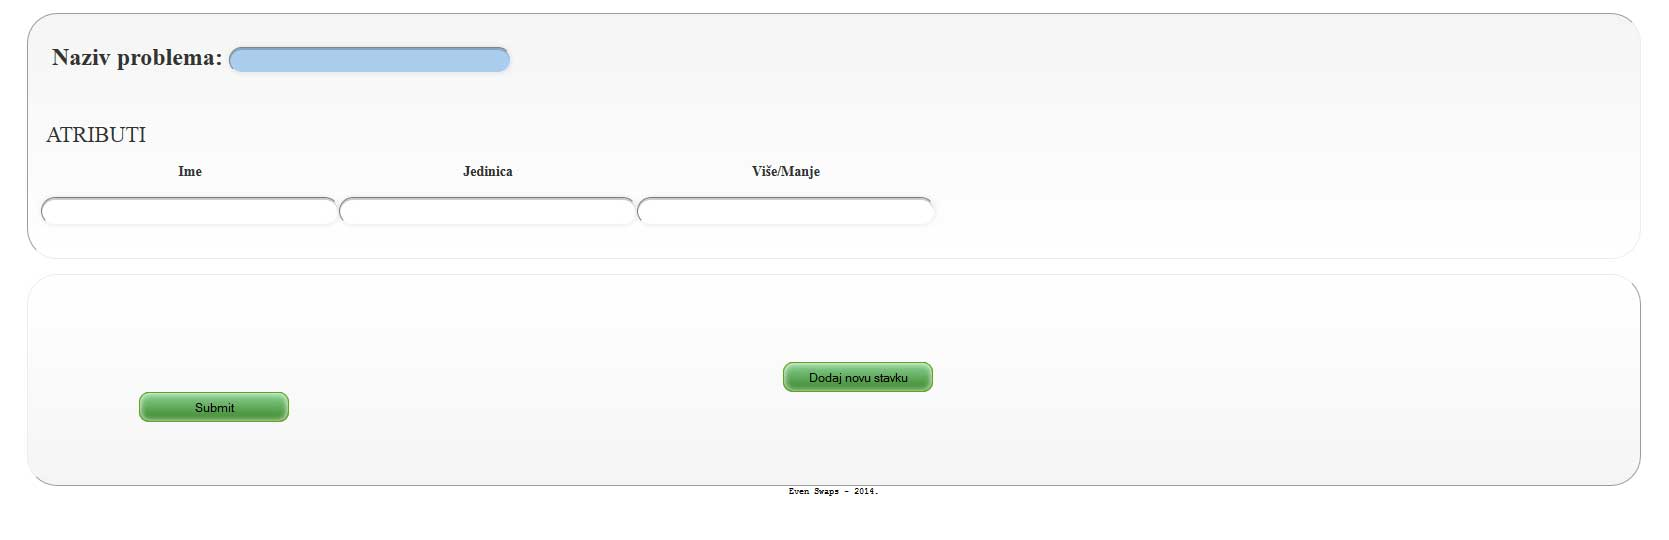 Naziv problema:
ATRIBUTI
Ime Jedinica Više/Manje
Dodaj novu stavku
Submit
Even Swaps - 2014.